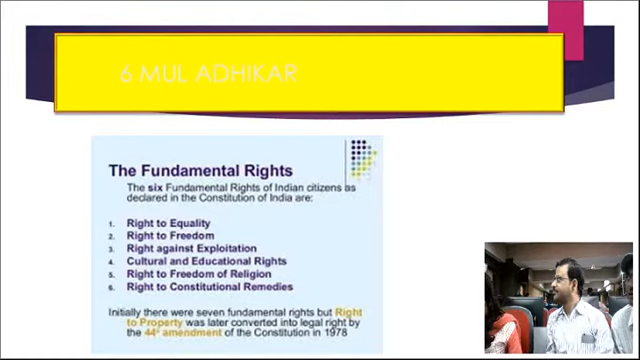 6 MUL ADHIKAR
The Fundamental Rights
The six Fundamental Rights of Indian citizens as
declared in the Constitution of India are:
1. Right to Equality
2. Right to Freedom
3. Right against Exploitation
4. Cultural and Educational Rights
5. Right to Freedom of Religion
6. Right to Constitutional Remedies
Initially there were seven fundamental rights but Right
to Property was later converted into legal right by
the 44th amendment of the Constitution in 1978